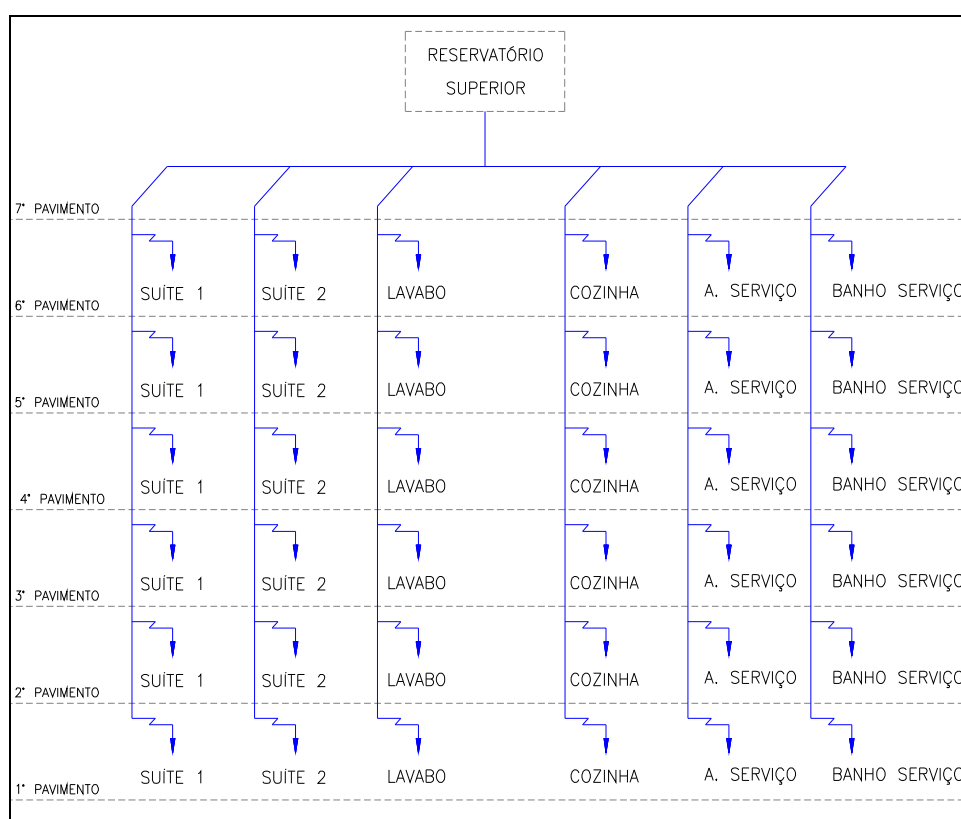 RESERVATÓRIO
SUPERIOR
7° PAVIMENTO
SUÍTE 1 SUÍTE 2 LAVABO COZINHA A. SERVIÇO BANHO SERVIÇO
6° PAVIMENTO
SUÍTE 1 SUÍTE 2 LAVABO COZINHA A. SERVIÇO BANHO SERVIÇO
5° PAVIMENTO
SUÍTE 1 SUÍTE 2 LAVABO COZINHA A. SERVIÇO BANHO SERVIÇO
4° PAVIMENTO
SUÍTE 1 SUÍTE 2 LAVABO COZINHA A. SERVIÇO BANHO SERVIÇO
3° PAVIMENTO
SUÍTE 1 SUÍTE 2 LAVABO COZINHA A. SERVIÇO BANHO SERVIÇO
2° PAVIMENTO
SUÍTE 1 SUÍTE 2 LAVABO COZINHA A. SERVIÇO BANHO SERVIÇO
1° PAVIMENTO